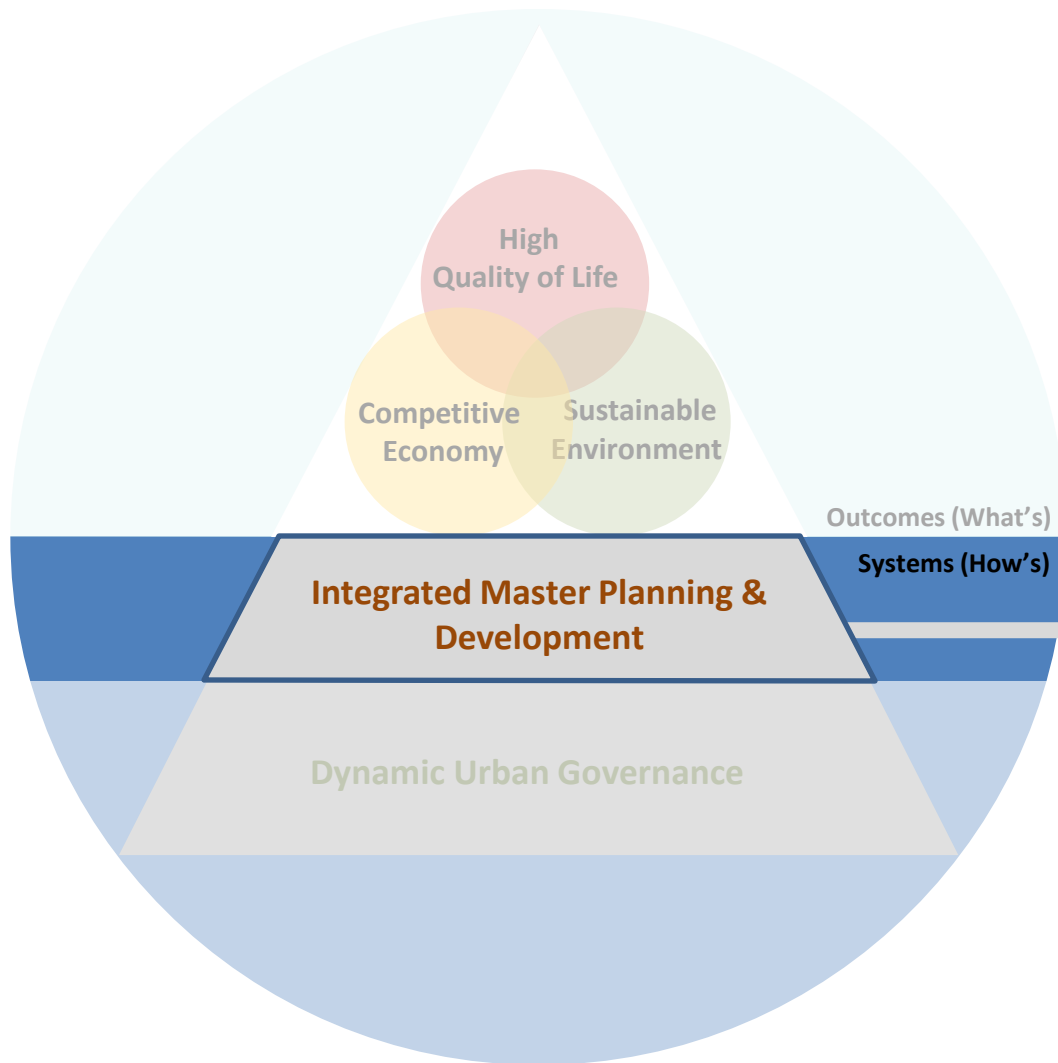 High
Quality of Life
Competitive
Economy
Sustainable
Environment
Outcomes (What's)
Systems (How's)
Integrated Master Planning &
Development
Dynamic Urban Governance